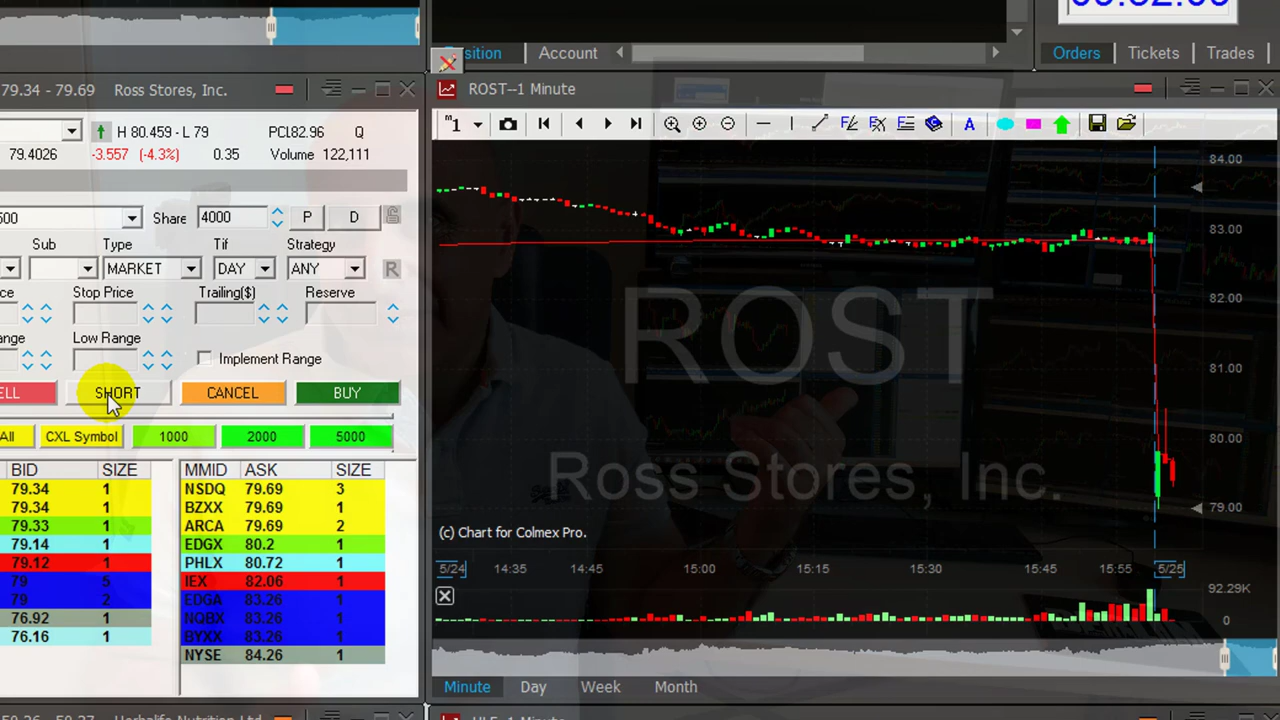 Account
Orders Tickets Trades
79.34 - 79.69 Ross Stores, Inc.
H 80.459 - L 79 PCL82.96 Q
79.4026 -3.557 (-4.3%) 0.35 Volume 122,111
Share 4000 P D
Sub Type Tif Strategy
MARKET DAY ANY R
Stop Price Trailing($) Reserve
Low Range Implement Range
SHORT CANCEL BUY
All CXL Symbol 1000 2000 5000
BID SIZE MMID ASK SIZE
79.34 1 NSDQ 79.69 3
79.34 1 BZXX 79.69 1
79.33 1 ARCA 79.69 2
79.14 1 EDGX 80.2 1
79.12 1 PHLX 80.72 1
79 5 IEX 82.06 1
79 2 EDGA 83.26 1
76.92 1 NQBX 83.26 1
76.16 1 BYXX 83.26 1
NYSE 84.26 1
ROST--1 Minute
m1 A
84.00
83.00
82.00
81.00
80.00
79.00
ROST
Ross Stores, Inc.
(c) Chart for Colmex Pro.
5/24 14:35 14:45 15:00 15:15 15:30 15:45 15:55 5/25
92.29K
0
Minute Day Week Month